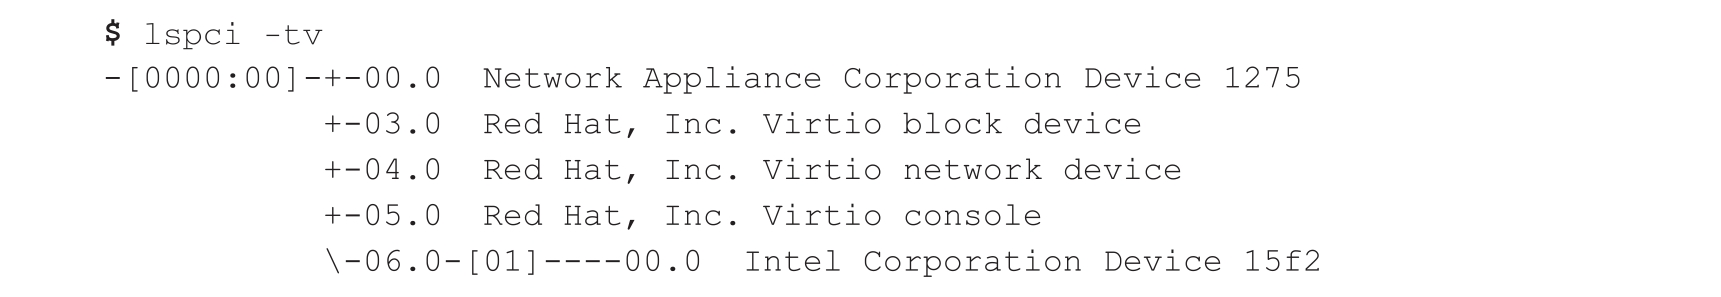 $ lspci -tv
-[0000:00]-+-00.0  Network Appliance Corporation Device 1275
           +-03.0  Red Hat, Inc. Virtio block device
           +-04.0  Red Hat, Inc. Virtio network device
           +-05.0  Red Hat, Inc. Virtio console
           \-06.0-[01]----00.0  Intel Corporation Device 15f2